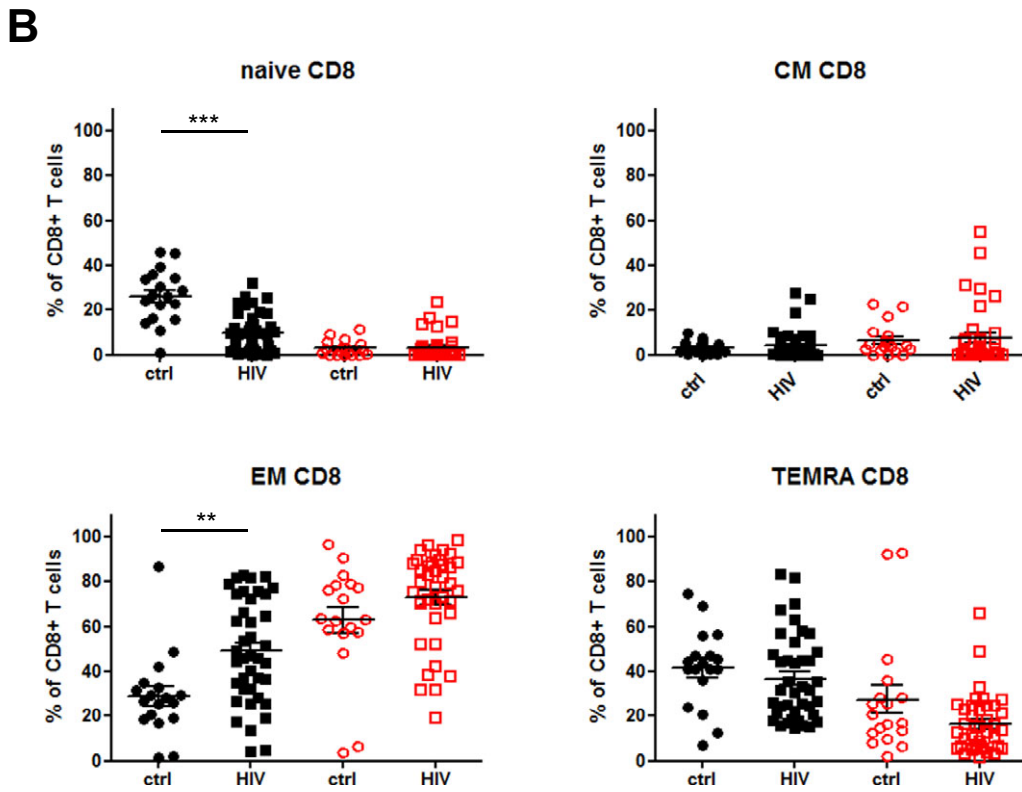 B
naive CD8
% of CD8+ T cells
100
80
60
40
20
0
***
ctrl
HIV
ctrl
HIV
CM CD8
% of CD8+ T cells
100
80
60
40
20
0
ctrl
HIV
ctrl
HIV
EM CD8
% of CD8+ T cells
100
80
60
40
20
0
**
ctrl
HIV
ctrl
HIV
TEMRA CD8
% of CD8+ T cells
100
80
60
40
20
0
ctrl
HIV
ctrl
HIV